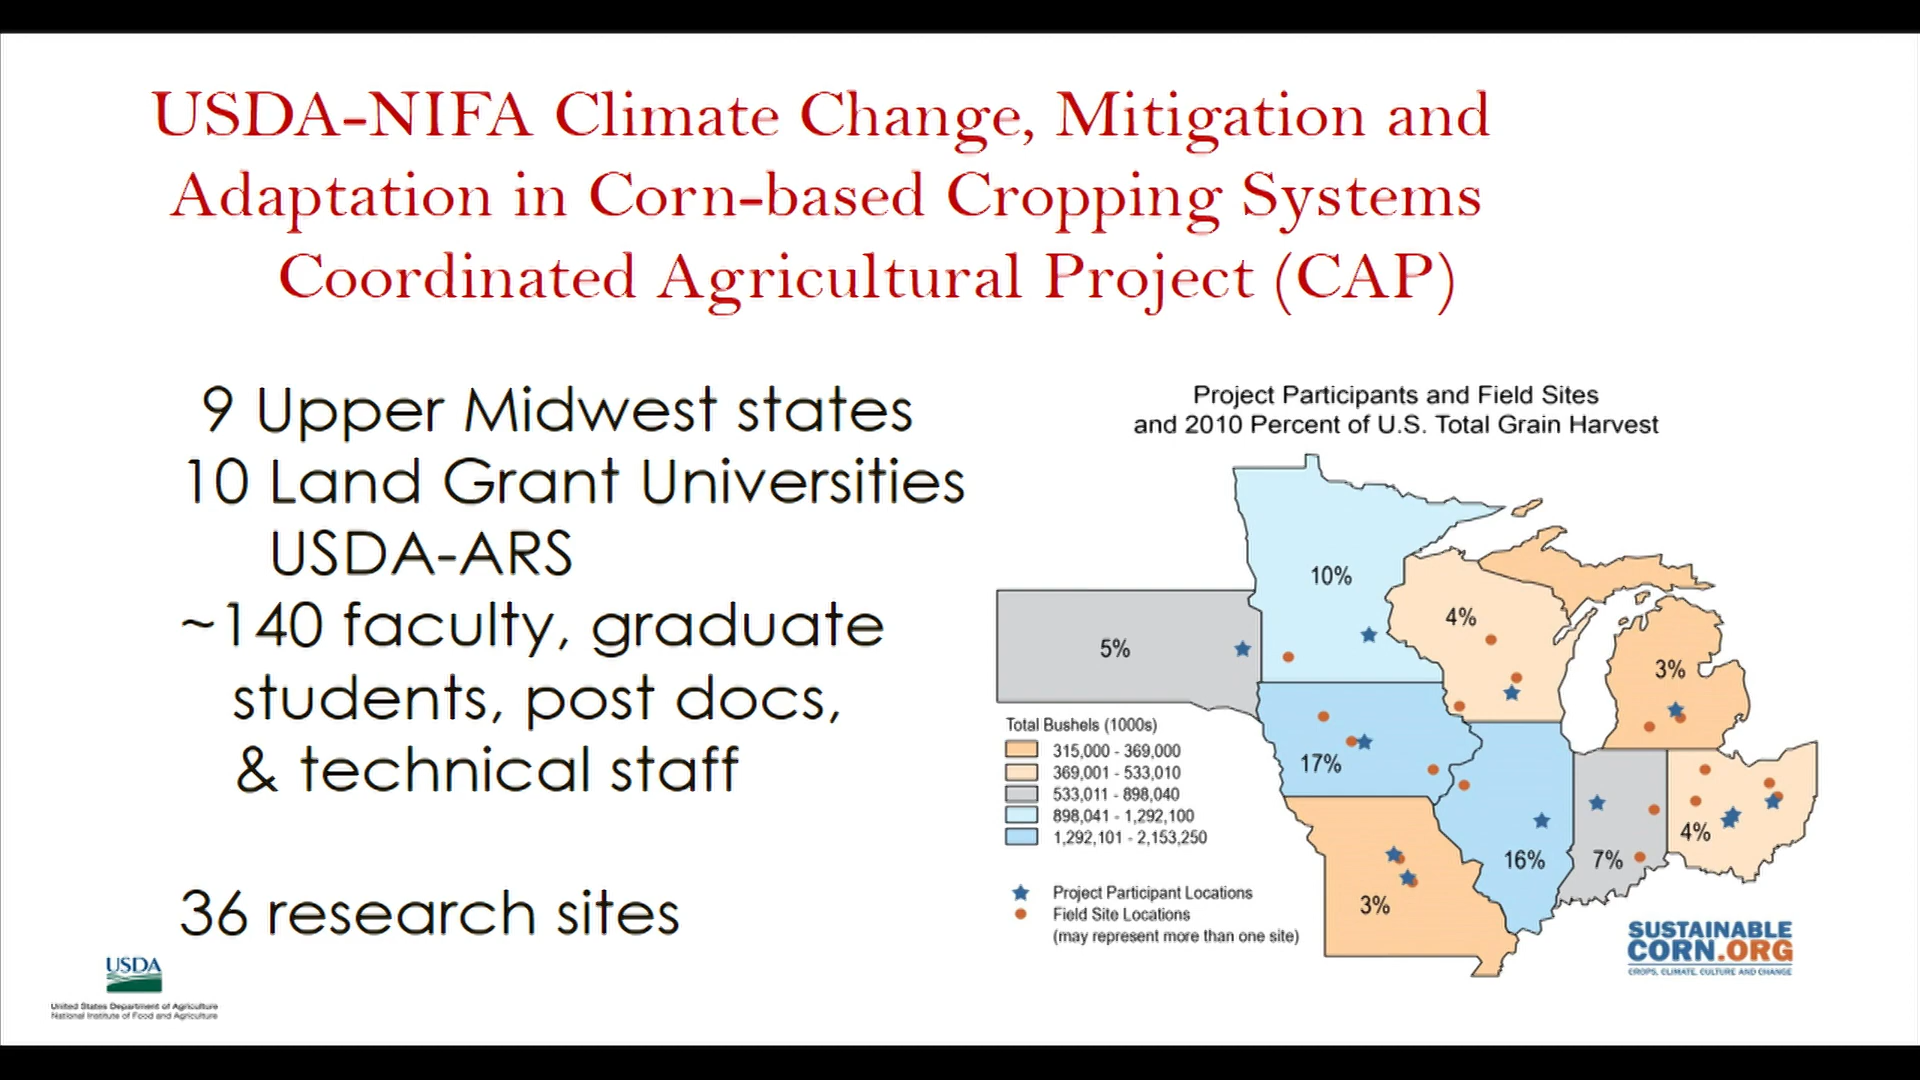 USDA-NIFA Climate Change, Mitigation and
Adaptation in Corn-based Cropping Systems
Coordinated Agricultural Project (CAP)
9 Upper Midwest states
10 Land Grant Universities
USDA-ARS
~140 faculty, graduate
students, post docs,
& technical staff
36 research sites
USDA
United States Department of Agriculture
National Institute of Food and Agriculture
Project Participants and Field Sites
and 2010 Percent of U.S. Total Grain Harvest
10%
4%
5%
3%
17%
16%
7%
4%
3%
Total Bushels (1000s)
315,000 - 369,000
369,001 - 533,010
533,011 - 898,040
898,041 - 1,292,100
1,292,101 - 2,153,250
Project Participant Locations
Field Site Locations
(may represent more than one site)
SUSTAINABLE
CORN.ORG
CROPS, CLIMATE, CULTURE AND CHANGE